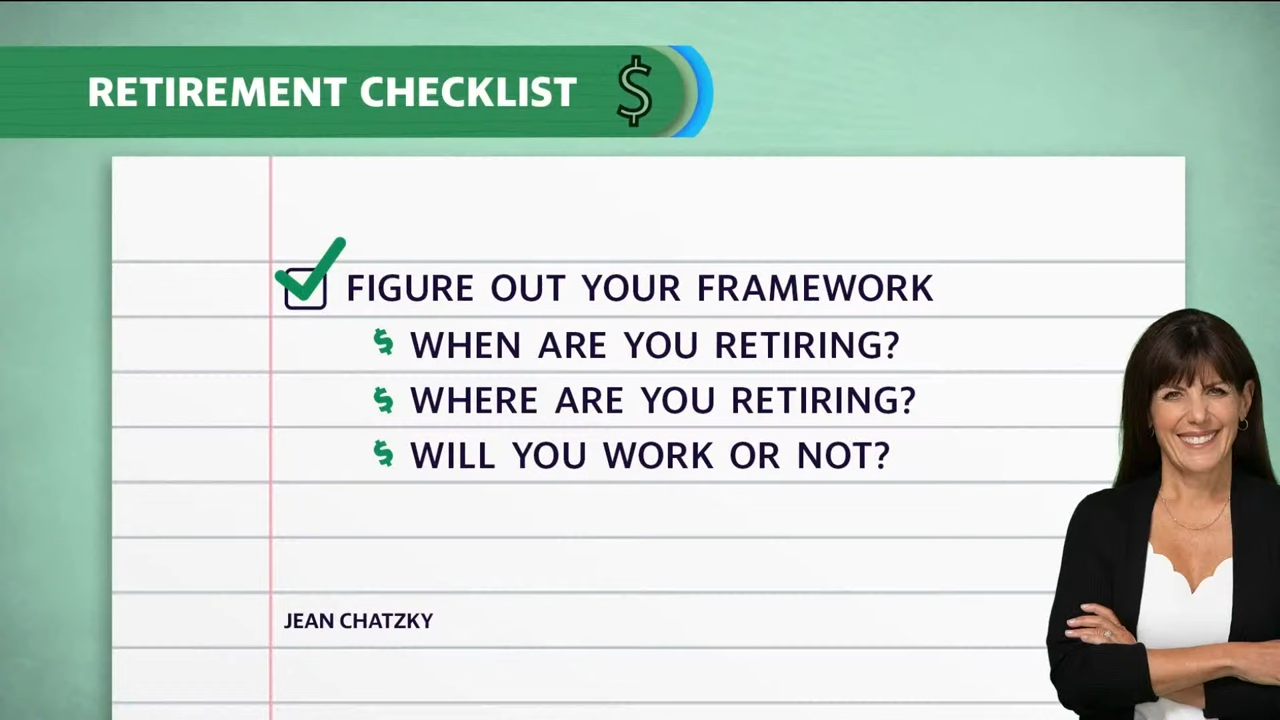 RETIREMENT CHECKLIST $
FIGURE OUT YOUR FRAMEWORK
$ WHEN ARE YOU RETIRING?
$ WHERE ARE YOU RETIRING?
$ WILL YOU WORK OR NOT?
JEAN CHATZKY